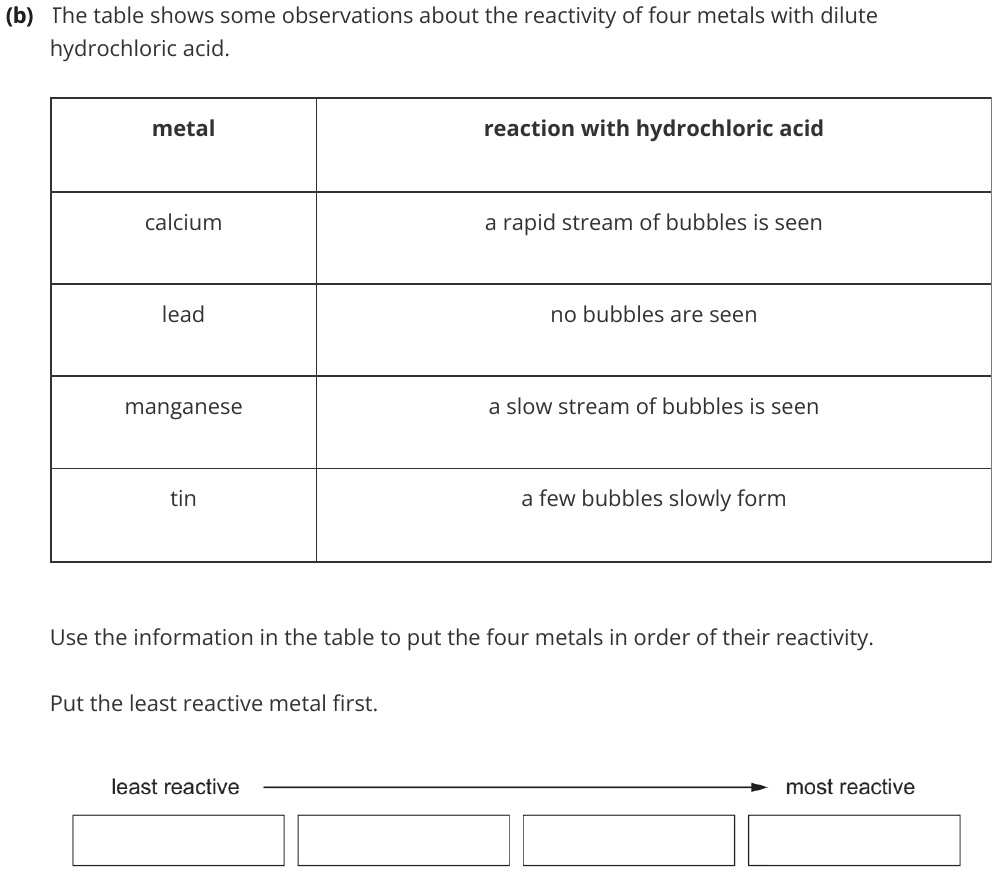 (b) The table shows some observations about the reactivity of four metals with dilute
hydrochloric acid.
metal reaction with hydrochloric acid
calcium a rapid stream of bubbles is seen
lead no bubbles are seen
manganese a slow stream of bubbles is seen
tin a few bubbles slowly form
Use the information in the table to put the four metals in order of their reactivity.
Put the least reactive metal first.
least reactive most reactive